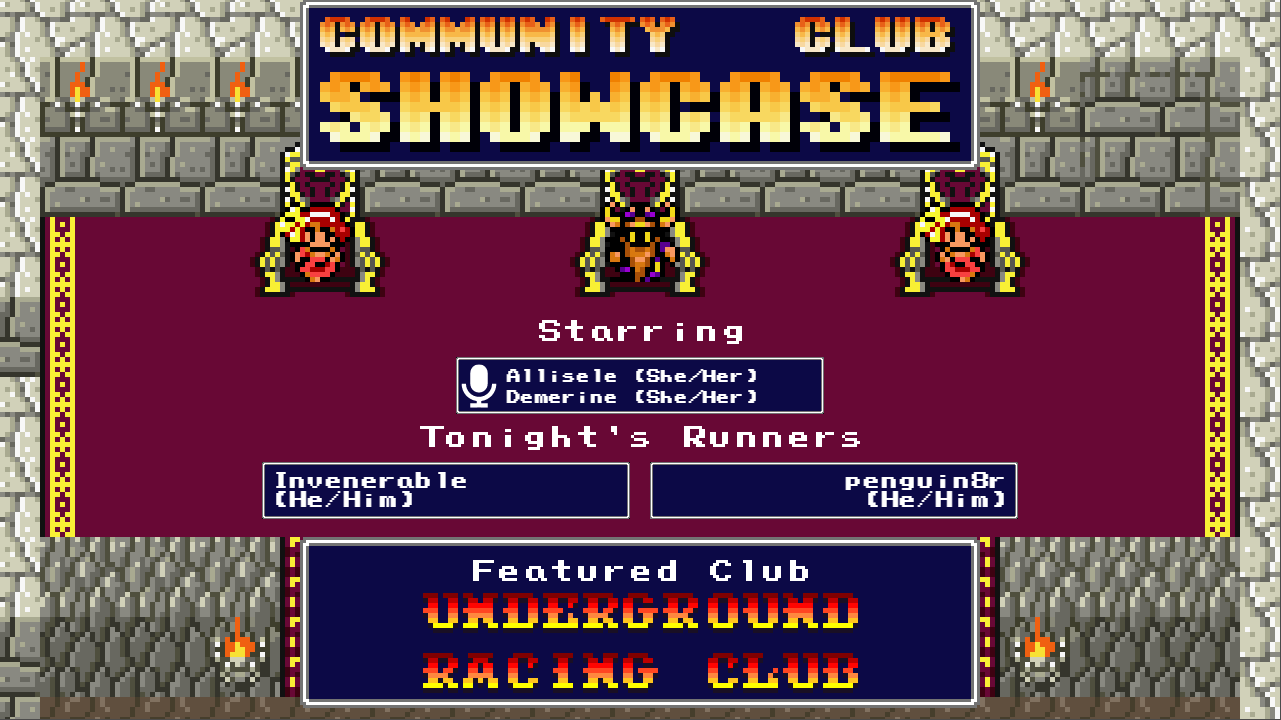 COMMUNITY CLUB
SHOWCASE
Starring
Allisele (She/Her)
Demerine (She/Her)
Tonight's Runners
Invenerable
(He/Him)
penguin8r
(He/Him)
Featured Club
UNDERGROUND
RACING CLUB